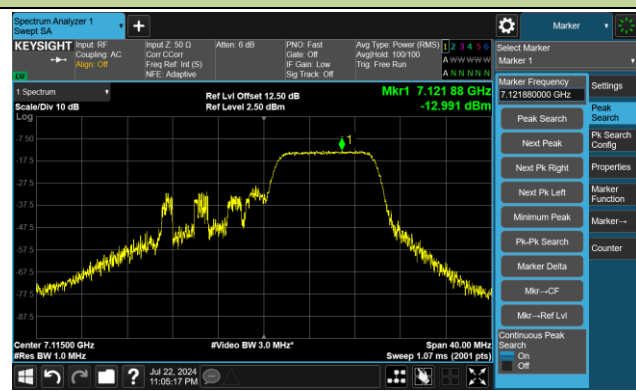 Spectrum Analyzer 1
Swept SA
+
Marker
KEYSIGHT
Input: RF
Coupling: AC
Align: Off
Input Z: 50 Ω
Corr CCorr
Freq Ref: Int (S)
NFE: Adaptive
Atten: 6 dB
PNO: Fast
Gate: Off
IF Gain: Low
Sig Track: Off
Avg Type: Power (RMS)
Avg|Hold: 100/100
Trig: Free Run
1 2 3 4 5 6
A W W W W W
A N N N N N
LXI
Select Marker
Marker 1
1 Spectrum
Scale/Div 10 dB
Log
Ref Lvl Offset 12.50 dB
Ref Level 2.50 dBm
Mkr1 7.121 88 GHz
-12.991 dBm
1
-7.50
-17.5
-27.5
-37.5
-47.5
-57.5
-67.5
-77.5
-87.5
Center 7.11500 GHz
#Res BW 1.0 MHz
#Video BW 3.0 MHz*
Span 40.00 MHz
Sweep 1.07 ms (2001 pts)
Marker Frequency
7.121880000 GHz
Peak Search
Next Peak
Next Pk Right
Next Pk Left
Minimum Peak
Pk-Pk Search
Marker Delta
Mkr→CF
Mkr→Ref Lvl
Continuous Peak
Search
On
Off
Settings
Peak
Search
Pk Search
Config
Properties
Marker
Function
Marker→
Counter
?
Jul 22, 2024
11:05:17 PM